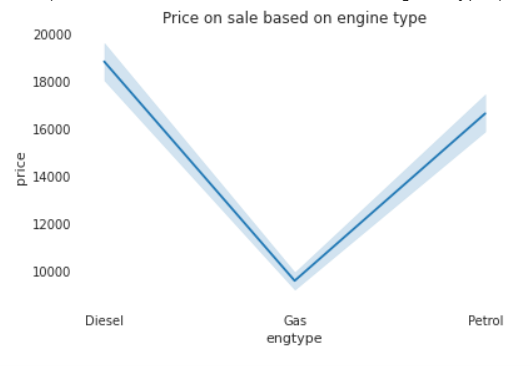 Price on sale based on engine type
20000
18000
16000
14000
12000
10000
price
Diesel Gas Petrol
engtype